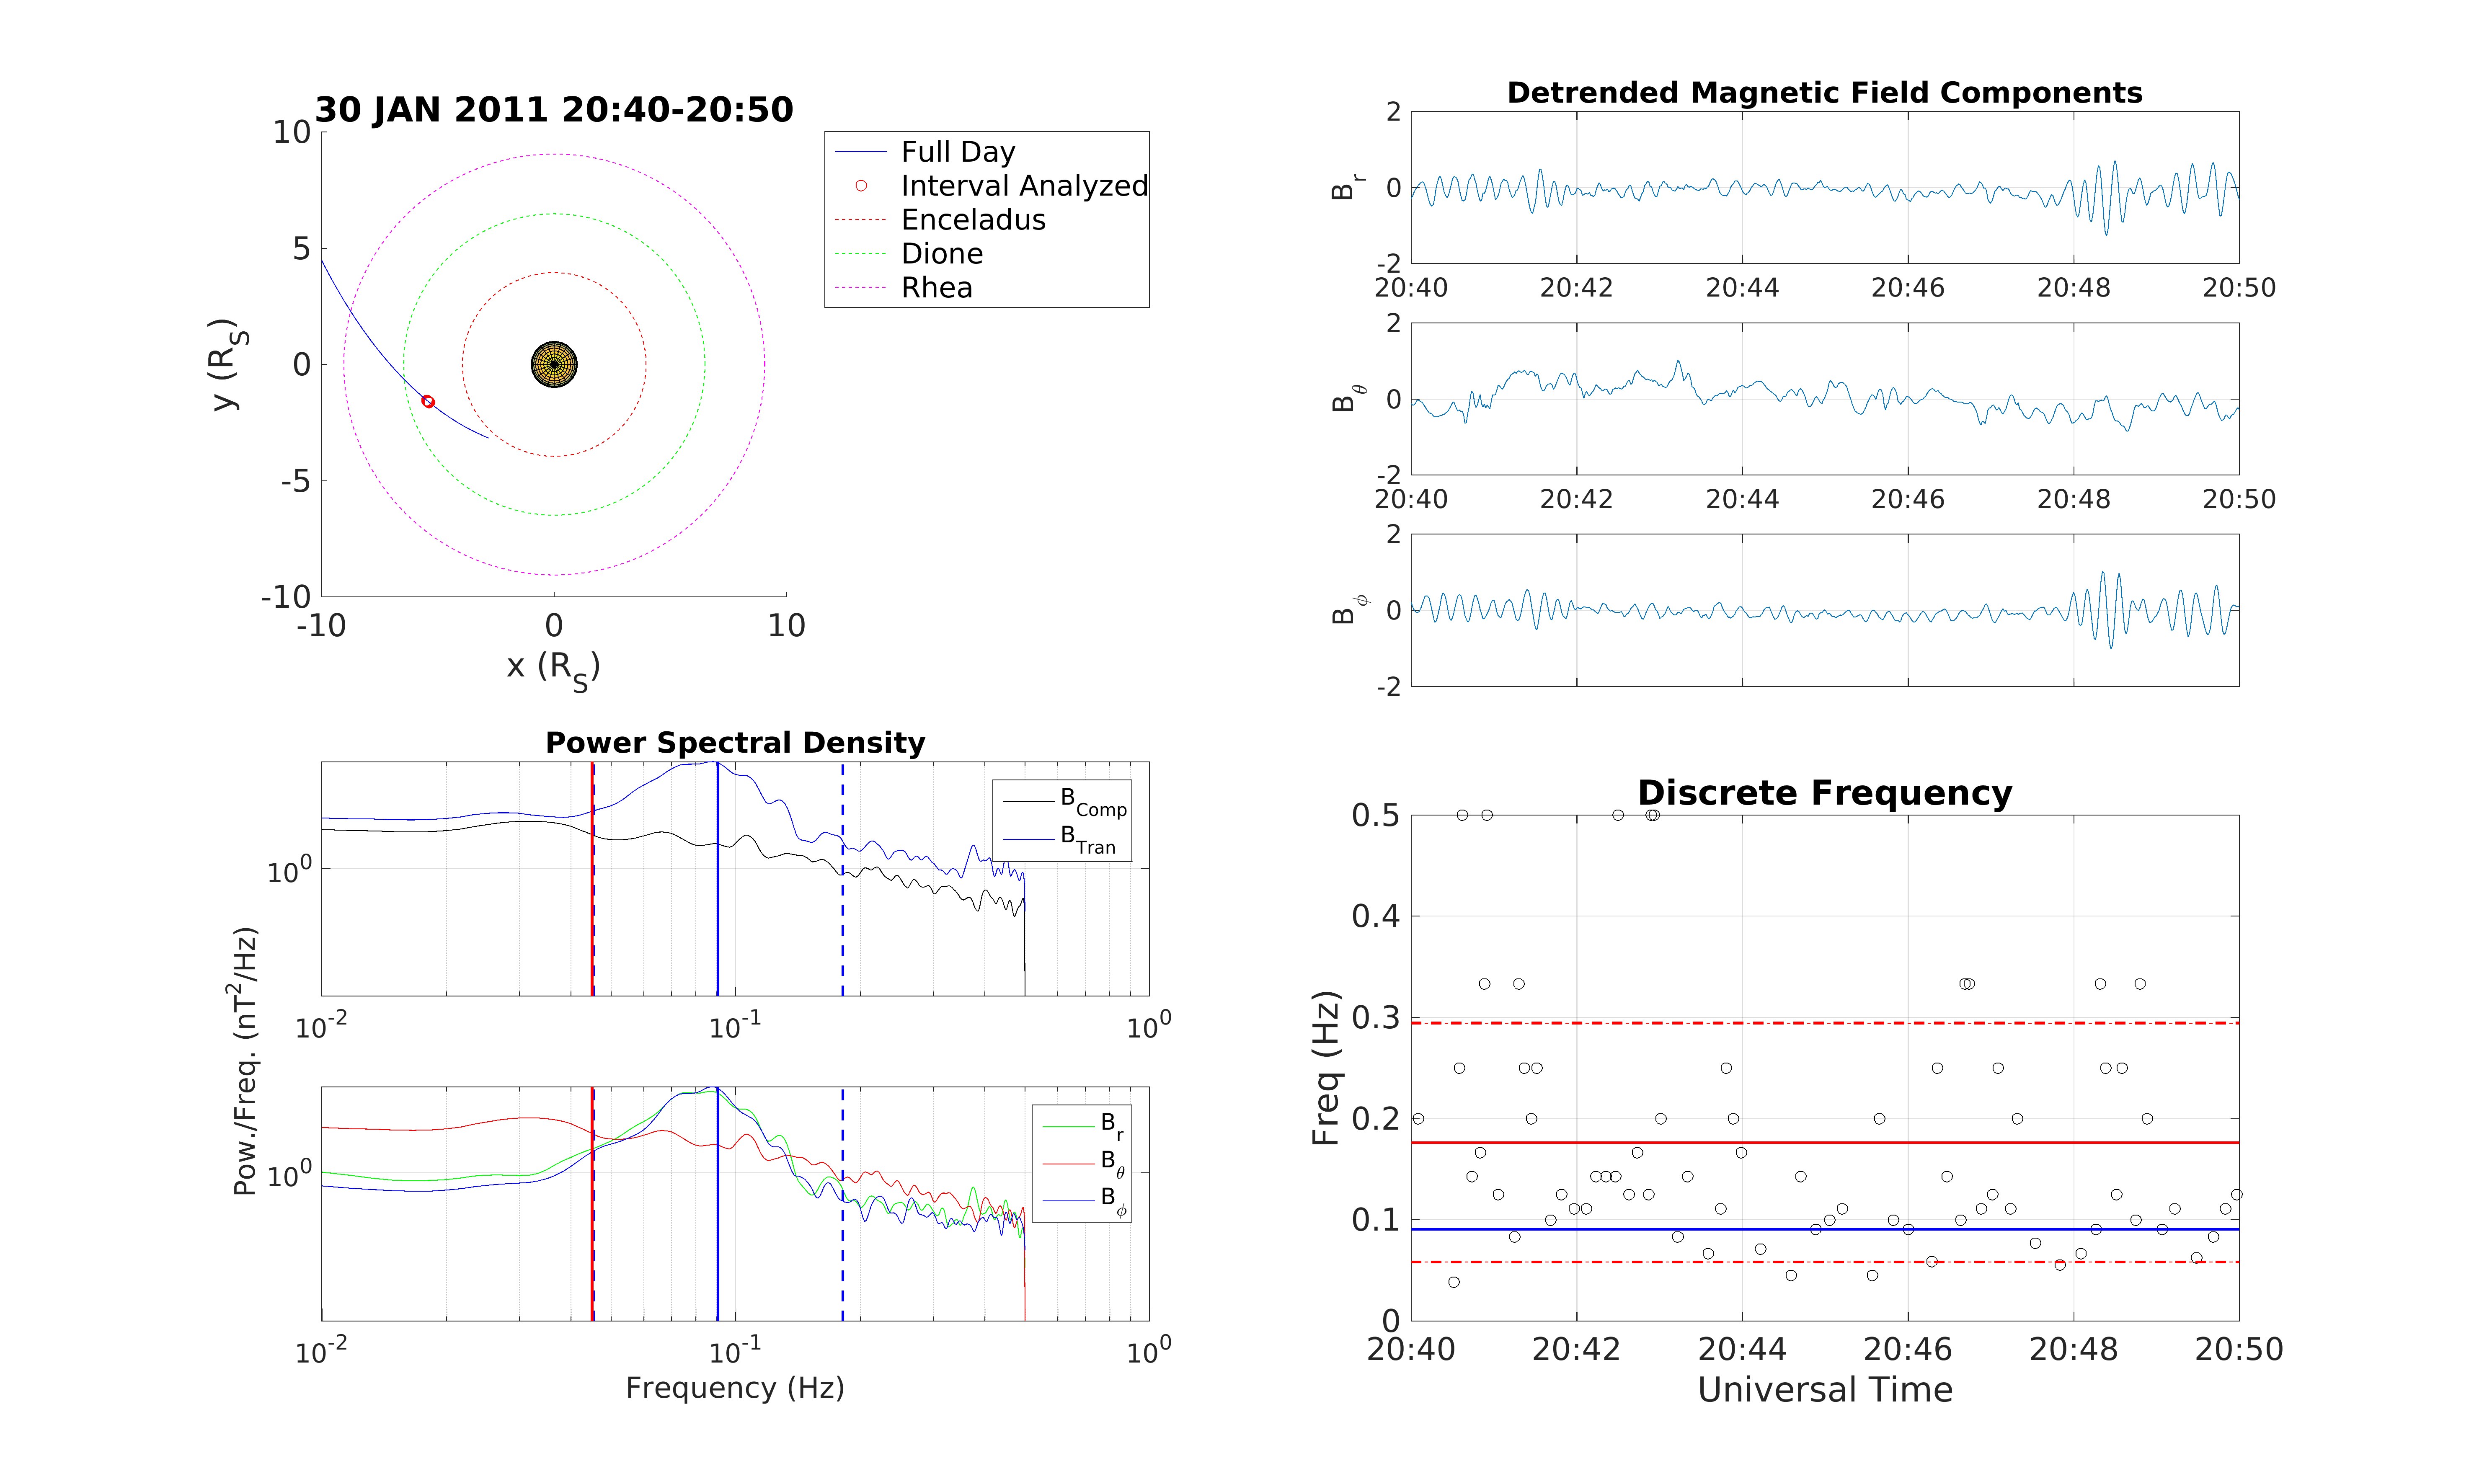 30 JAN 2011 20:40-20:50
10
5
0
-5
-10
y (R_S)
-10 0 10
x (R_S)
Full Day
Interval Analyzed
Enceladus
Dione
Rhea
Detrended Magnetic Field Components
2
0
-2
B_r
20:40 20:42 20:44 20:46 20:48 20:50
2
0
-2
B_θ
20:40 20:42 20:44 20:46 20:48 20:50
2
0
-2
B_ϕ
Power Spectral Density
10^0
B_Comp
B_Tran
10^-2 10^-1 10^0
Pow./Freq. (nT^2/Hz)
10^0
B_r
B_θ
B_ϕ
10^-2 10^-1 10^0
Frequency (Hz)
Discrete Frequency
0.5
0.4
0.3
0.2
0.1
0
Freq (Hz)
20:40 20:42 20:44 20:46 20:48 20:50
Universal Time